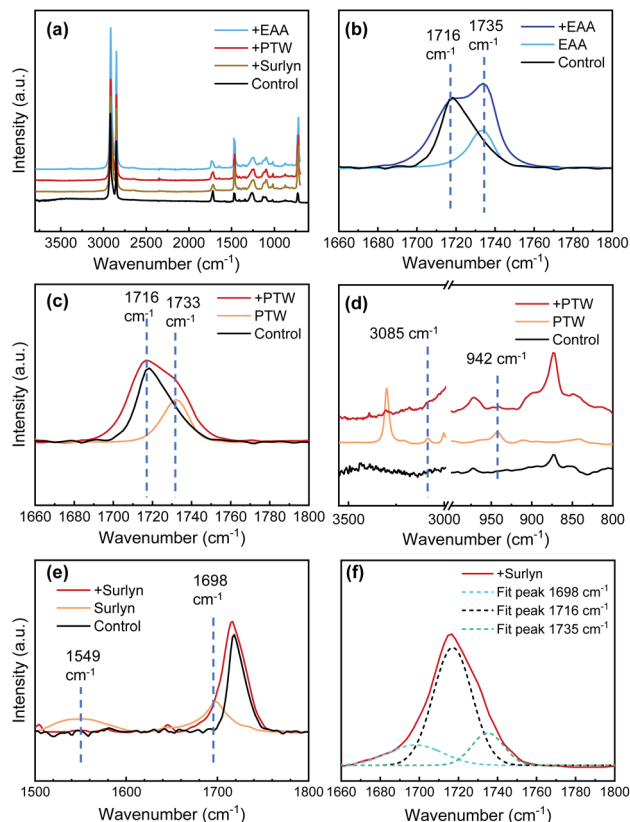 (a)
+EAA
+PTW
+Surlyn
Control
Intensity (a.u.)
3500 3000 2500 2000 1500 1000
Wavenumber (cm-1)
(b)
1716
cm-1
1735
cm-1
+EAA
EAA
Control
Intensity (a.u.)
1660 1680 1700 1720 1740 1760 1780 1800
Wavenumber (cm-1)
(c)
1716
cm-1
1733
cm-1
+PTW
PTW
Control
Intensity (a.u.)
1660 1680 1700 1720 1740 1760 1780 1800
Wavenumber (cm-1)
(d)
+PTW
PTW
Control
3085 cm-1
942 cm-1
Intensity (a.u.)
3500 3000 950 900 850 800
Wavenumber (cm-1)
(e)
+Surlyn
Surlyn
Control
1698
cm-1
1549
cm-1
Intensity (a.u.)
1500 1600 1700 1800
Wavenumber (cm-1)
(f)
+Surlyn
Fit peak 1698 cm-1
Fit peak 1716 cm-1
Fit peak 1735 cm-1
Intensity (a.u.)
1660 1680 1700 1720 1740 1760 1780 1800
Wavenumber (cm-1)